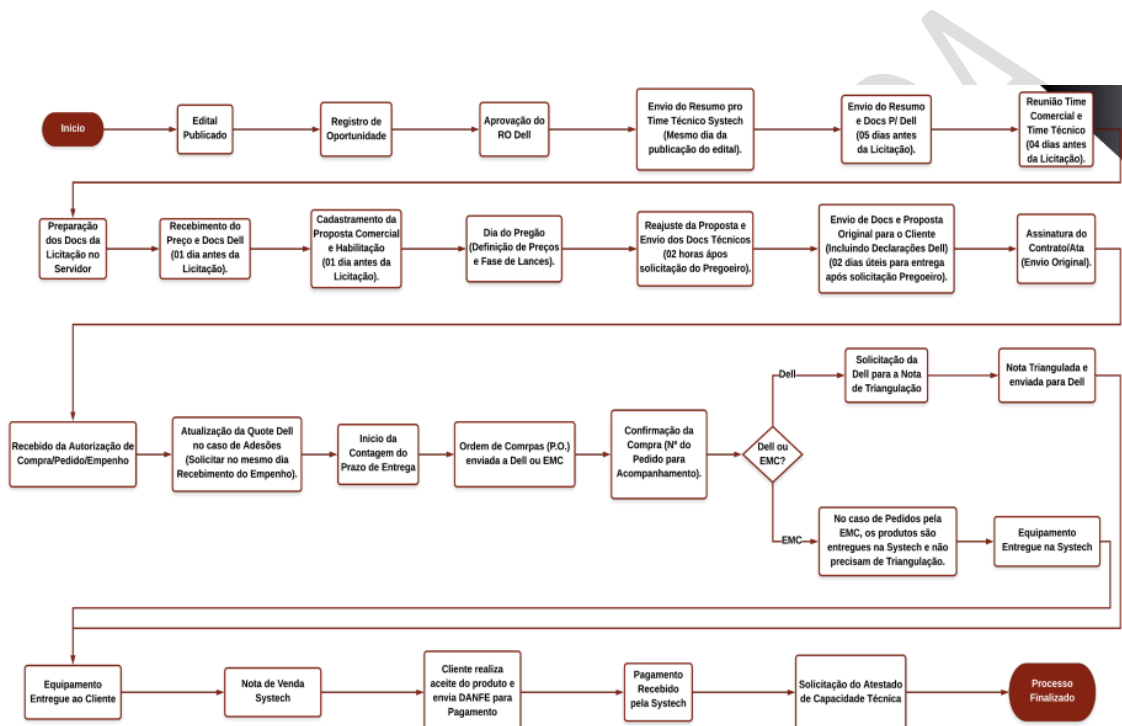 Inicio
Edital
Publicado
Registro de
Oportunidade
Aprovação do
RO Dell
Envio do Resumo pro
Time Técnico Systech
(Mesmo dia da
publicação do edital).
Envio do Resumo
e Docs P/ Dell
(05 dias antes
da Licitação).
Reunião Time
Comercial e
Time Técnico
(04 dias antes
da Licitação).
Preparação
dos Docs da
Licitação no
Servidor
Recebimento do
Preço e Docs Dell
(01 dia antes da
Licitação).
Cadastramento da
Proposta Comercial
e Habilitação
(01 dia antes da
Licitação).
Dia do Pregão
(Definição de Preços
e Fase de Lances).
Reajuste da Proposta e
Envio dos Docs Técnicos
(02 horas ápos
solicitação do Pregoeiro).
Envio de Docs e Proposta
Original para o Cliente
(Incluindo Declarações Dell)
(02 dias úteis para entrega
após solicitação Pregoeiro).
Assinatura do
Contrato/Ata
(Envio Original).
Recebido da Autorização de
Compra/Pedido/Empenho
Atualização da Quote Dell
no caso de Adesões
(Solicitar no mesmo dia
Recebimento do Empenho).
Inicio da
Contagem do
Prazo de Entrega
Ordem de Comrpas (P.O.)
enviada a Dell ou EMC
Confirmação da
Compra (Nº do
Pedido para
Acompanhamento).
Dell ou
EMC?
Dell
Solicitação da
Dell para a Nota
de Triangulação
Nota Triangulada e
enviada para Dell
EMC
No caso de Pedidos pela
EMC, os produtos são
entregues na Systech e não
precisam de Triangulação.
Equipamento
Entregue na Systech
Equipamento
Entregue ao Cliente
Nota de Venda
Systech
Cliente realiza
aceite do produto e
envia DANFE para
Pagamento
Pagamento
Recebido
pela Systech
Solicitação do Atestado
de Capacidade Técnica
Processo
Finalizado